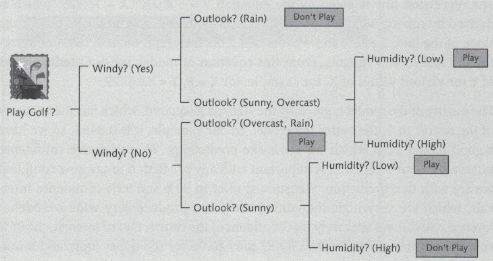 Outlook? (Rain)
Don't Play
Windy? (Yes)
Humidity? (Low)
Play
Play Golf ?
Outlook? (Sunny, Overcast)
Outlook? (Overcast, Rain)
Play
Humidity? (High)
Windy? (No)
Humidity? (Low)
Play
Outlook? (Sunny)
Humidity? (High)
Don't Play